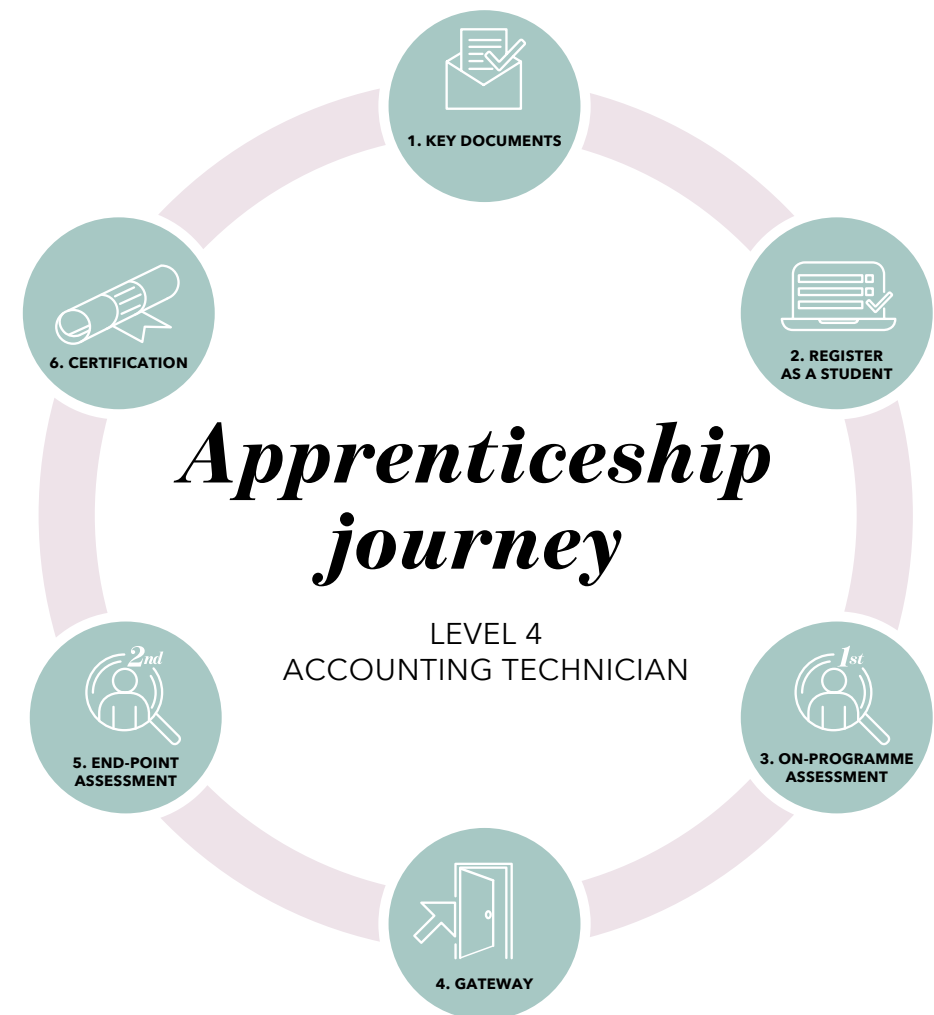 1. KEY DOCUMENTS
2. REGISTER
AS A STUDENT
1st
3. ON-PROGRAMME
ASSESSMENT
4. GATEWAY
2nd
5. END-POINT
ASSESSMENT
6. CERTIFICATION
Apprenticeship
journey
LEVEL 4
ACCOUNTING TECHNICIAN